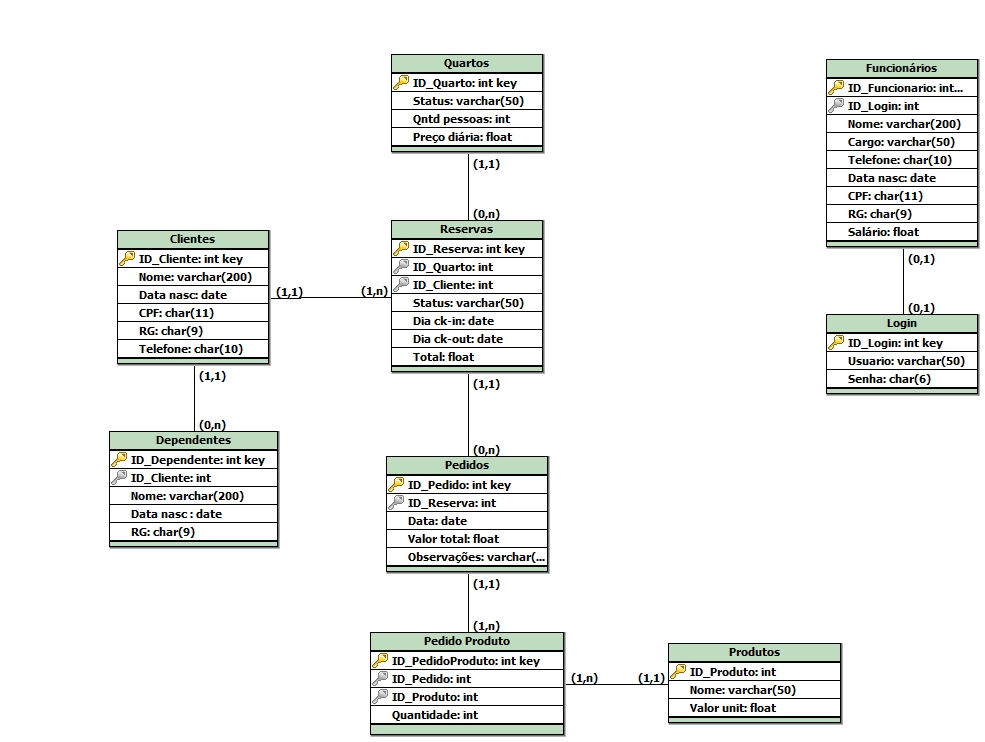 Quartos
ID_Quarto: int key
Status: varchar(50)
Qntd pessoas: int
Preço diária: float
(1,1)
(0,n)
Funcionários
ID_Funcionario: int...
ID_Login: int
Nome: varchar(200)
Cargo: varchar(50)
Telefone: char(10)
Data nasc: date
CPF: char(11)
RG: char(9)
Salário: float
(0,1)
(0,1)
Clientes
ID_Cliente: int key
Nome: varchar(200)
Data nasc: date
CPF: char(11)
RG: char(9)
Telefone: char(10)
(1,1)
(1,n)
Reservas
ID_Reserva: int key
ID_Quarto: int
ID_Cliente: int
Status: varchar(50)
Dia ck-in: date
Dia ck-out: date
Total: float
Login
ID_Login: int key
Usuario: varchar(50)
Senha: char(6)
(1,1)
(0,n)
(1,1)
(0,n)
Dependentes
ID_Dependente: int key
ID_Cliente: int
Nome: varchar(200)
Data nasc : date
RG: char(9)
Pedidos
ID_Pedido: int key
ID_Reserva: int
Data: date
Valor total: float
Observações: varchar(...
(1,1)
(1,n)
Pedido Produto
ID_PedidoProduto: int key
ID_Pedido: int
ID_Produto: int
Quantidade: int
(1,n)
(1,1)
Produtos
ID_Produto: int
Nome: varchar(50)
Valor unit: float